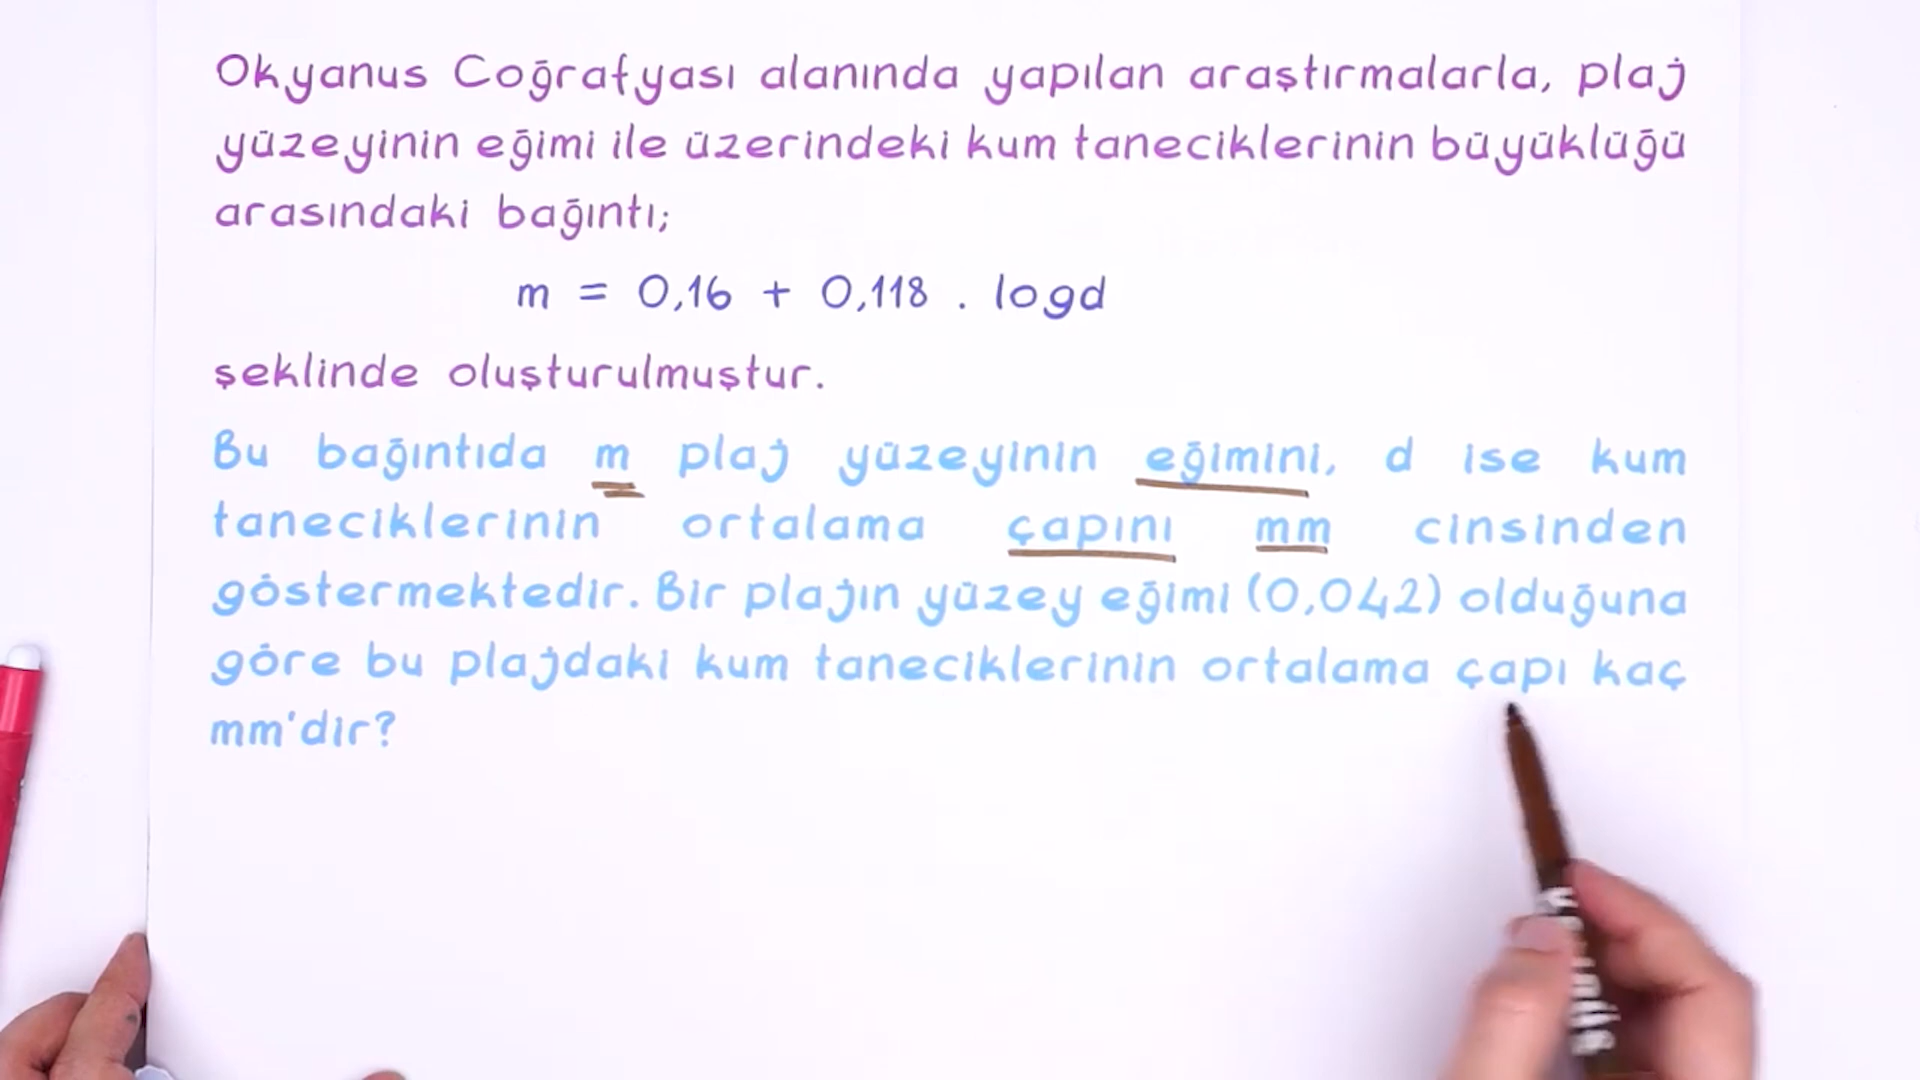 Okyanus Coğrafyası alanında yapılan araştırmalarla, plaj
yüzeyinin eğimi ile üzerindeki kum taneciklerinin büyüklüğü
arasındaki bağıntı;
m = 0,16 + 0,118 . logd
şeklinde oluşturulmuştur.
Bu bağıntıda m plaj yüzeyinin eğimini, d ise kum
taneciklerinin ortalama çapını mm cinsinden
göstermektedir. Bir plajın yüzey eğimi (0,042) olduğuna
göre bu plajdaki kum taneciklerinin ortalama çapı kaç
mm'dir?